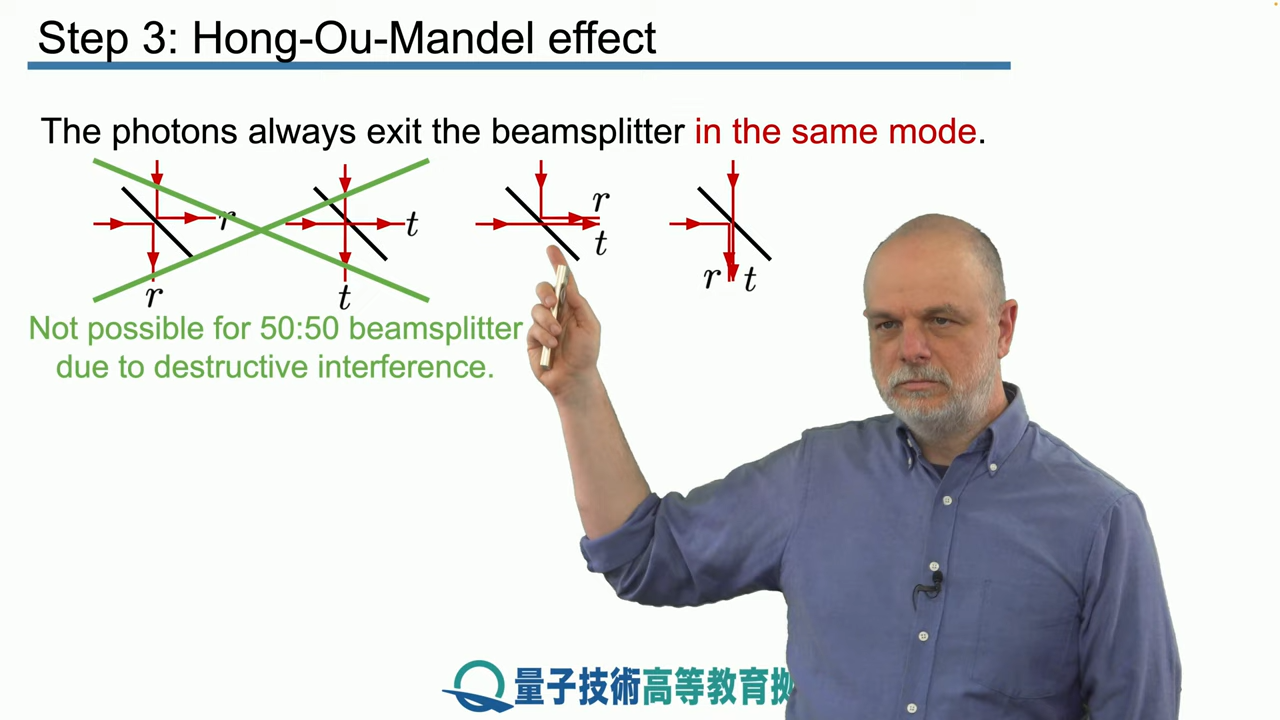 Step 3: Hong-Ou-Mandel effect
The photons always exit the beamsplitter in the same mode.
r
r
t
t
r
t
r t
Not possible for 50:50 beamsplitter
due to destructive interference.
量子技術高等教育拠